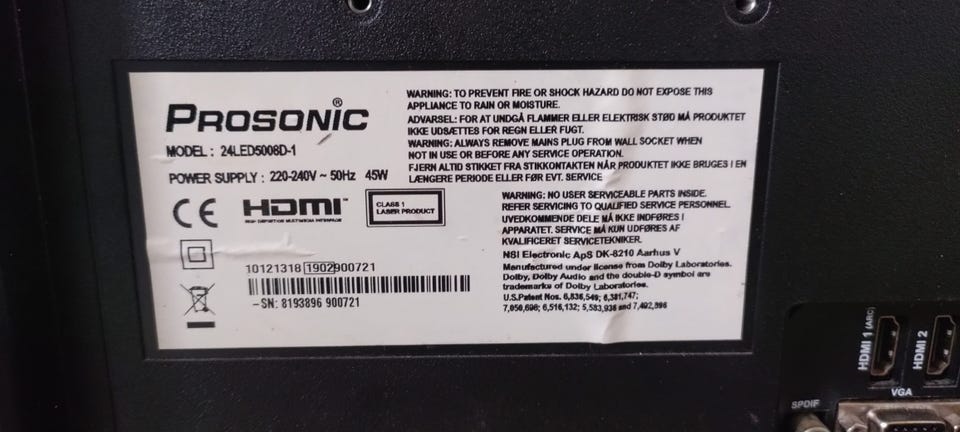 PROSONIC®
MODEL : 24LED5008D-1
POWER SUPPLY : 220-240V ~ 50Hz 45W
CE HDMI™
HIGH DEFINITION MULTIMEDIA INTERFACE
CLASS 1
LASER PRODUCT
10121318 1902900721
-SN: 8193896 900721
WARNING: TO PREVENT FIRE OR SHOCK HAZARD DO NOT EXPOSE THIS
APPLIANCE TO RAIN OR MOISTURE.
ADVARSEL: FOR AT UNDGÅ FLAMMER ELLER ELEKTRISK STØD MÅ PRODUKTET
IKKE UDSÆTTES FOR REGN ELLER FUGT.
WARNING: ALWAYS REMOVE MAINS PLUG FROM WALL SOCKET WHEN
NOT IN USE OR BEFORE ANY SERVICE OPERATION.
FJERN ALTID STIKKET FRA STIKKONTAKTEN NÅR PRODUKTET IKKE BRUGES I EN
LÆNGERE PERIODE ELLER FØR EVT. SERVICE
WARNING: NO USER SERVICEABLE PARTS INSIDE.
REFER SERVICING TO QUALIFIED SERVICE PERSONNEL.
UVEDKOMMENDE DELE MÅ IKKE INDFØRES I
APPARATET. SERVICE MÅ KUN UDFØRES AF
KVALIFICERET SERVICETEKNIKER.
NSI Electronic ApS DK-8210 Aarhus V
Manufactured under license from Dolby Laboratories.
Dolby, Dolby Audio and the double-D symbol are
trademarks of Dolby Laboratories.
U.S.Patent Nos. 6,836,549; 6,381,747;
7,050,696; 6,516,132; 5,583,936 and 7,492,896
HDMI 1 (ARC)
HDMI 2
VGA
SPDIF